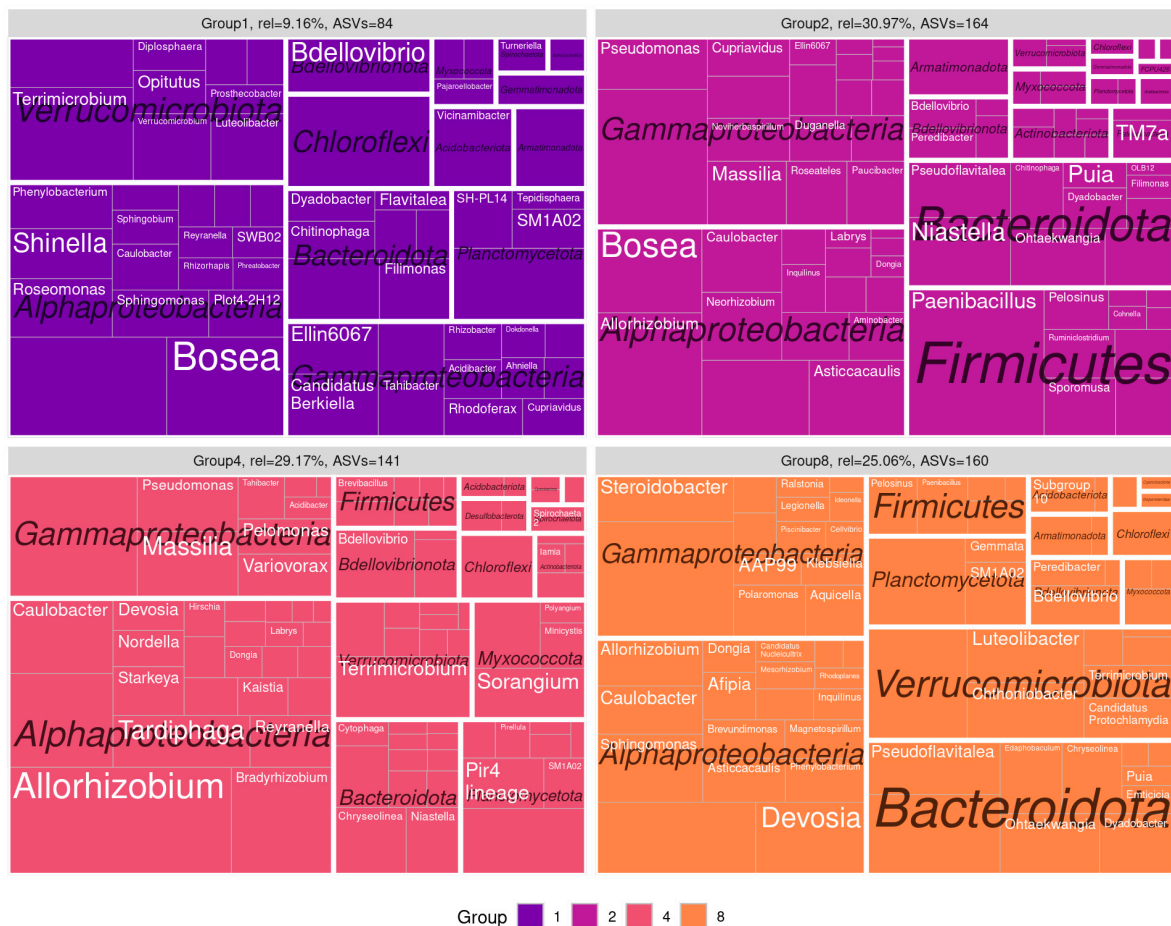 Group1, rel=9.16%, ASVs=84
Diplosphaera
Opitutus
Terrimicrobium
Prosthecobacter
Verrucomicrobiota
Verrucomicrobium
Luteolibacter
Bdellovibrio
Bdellovibrionota
Myxococcota
Pajaroellobacter
Turneriella
Gemmatimonadota
Chloroflexi
Vicinamibacter
Acidobacteriota
Armatimonadota
Phenylobacterium
Sphingobium
Shinella
Reyranella
SWB02
Caulobacter
Rhizorhapis
Phreatobacter
Roseomonas
Sphingomonas
Plot4-2H12
Alphaproteobacteria
Bosea
Dyadobacter
Flavitalea
Chitinophaga
Bacteroidota
Filimonas
SH-PL14
Tepidisphaera
SM1A02
Planctomycetota
Ellin6067
Rhizobacter
Dokdonella
Acidibacter
Ahniella
Gammaproteobacteria
Candidatus
Berkiella
Tahibacter
Rhodoferax
Cupriavidus
Group2, rel=30.97%, ASVs=164
Pseudomonas
Cupriavidus
Ellin6067
Gammaproteobacteria
Noviherbaspirillum
Duganella
Massilia
Roseateles
Paucibacter
Armatimonadota
Verrucomicrobiota
Chloroflexi
Myxococcota
Planctomycetota
FCPU426
Bdellovibrio
Bdellovibrionota
Peredibacter
Actinobacteriota
TM7a
Bosea
Caulobacter
Labrys
Inquilinus
Dongia
Neorhizobium
Allorhizobium
Aminobacter
Alphaproteobacteria
Asticcacaulis
Pseudoflavitalea
Chitinophaga
Puia
OLB12
Filimonas
Dyadobacter
Bacteroidota
Niastella
Ohtaekwangia
Paenibacillus
Pelosinus
Cohnella
Ruminiclostridium
Firmicutes
Sporomusa
Group4, rel=29.17%, ASVs=141
Pseudomonas
Tahibacter
Acidibacter
Gammaproteobacteria
Pelomonas
Massilia
Variovorax
Brevibacillus
Firmicutes
Acidobacteriota
Desulfobacterota
Spirochaeta
2
Spirochaetota
Bdellovibrio
Bdellovibrionota
Chloroflexi
Iamia
Actinobacteriota
Caulobacter
Devosia
Hirschia
Nordella
Labrys
Dongia
Starkeya
Kaistia
Tardiphaga
Reyranella
Alphaproteobacteria
Allorhizobium
Bradyrhizobium
Verrucomicrobiota
Terrimicrobium
Polyangium
Minicystis
Myxococcota
Sorangium
Cytophaga
Bacteroidota
Chryseolinea
Niastella
Pirellula
Pir4
lineage
SM1A02
Planctomycetota
Group8, rel=25.06%, ASVs=160
Steroidobacter
Ralstonia
Ideonella
Legionella
Piscinibacter
Cellvibrio
Gammaproteobacteria
AAP99
Klebsiella
Polaromonas
Aquicella
Pelosinus
Paenibacillus
Firmicutes
Subgroup
10
Acidobacteriota
Armatimonadota
Chloroflexi
Gemmata
SM1A02
Planctomycetota
Peredibacter
Bdellovibrionota
Bdellovibrio
Myxococcota
Allorhizobium
Dongia
Candidatus
Nucleicultrix
Mesorhizobium
Rhodoplanes
Afipia
Inquilinus
Caulobacter
Brevundimonas
Magnetospirillum
Sphingomonas
Alphaproteobacteria
Asticcacaulis
Phenylobacterium
Devosia
Luteolibacter
Terrimicrobium
Verrucomicrobiota
Chthoniobacter
Candidatus
Protochlamydia
Pseudoflavitalea
Edaphobaculum
Chryseolinea
Puia
Emticicia
Bacteroidota
Ohtaekwangia
Dyadobacter
Group
1
2
4
8